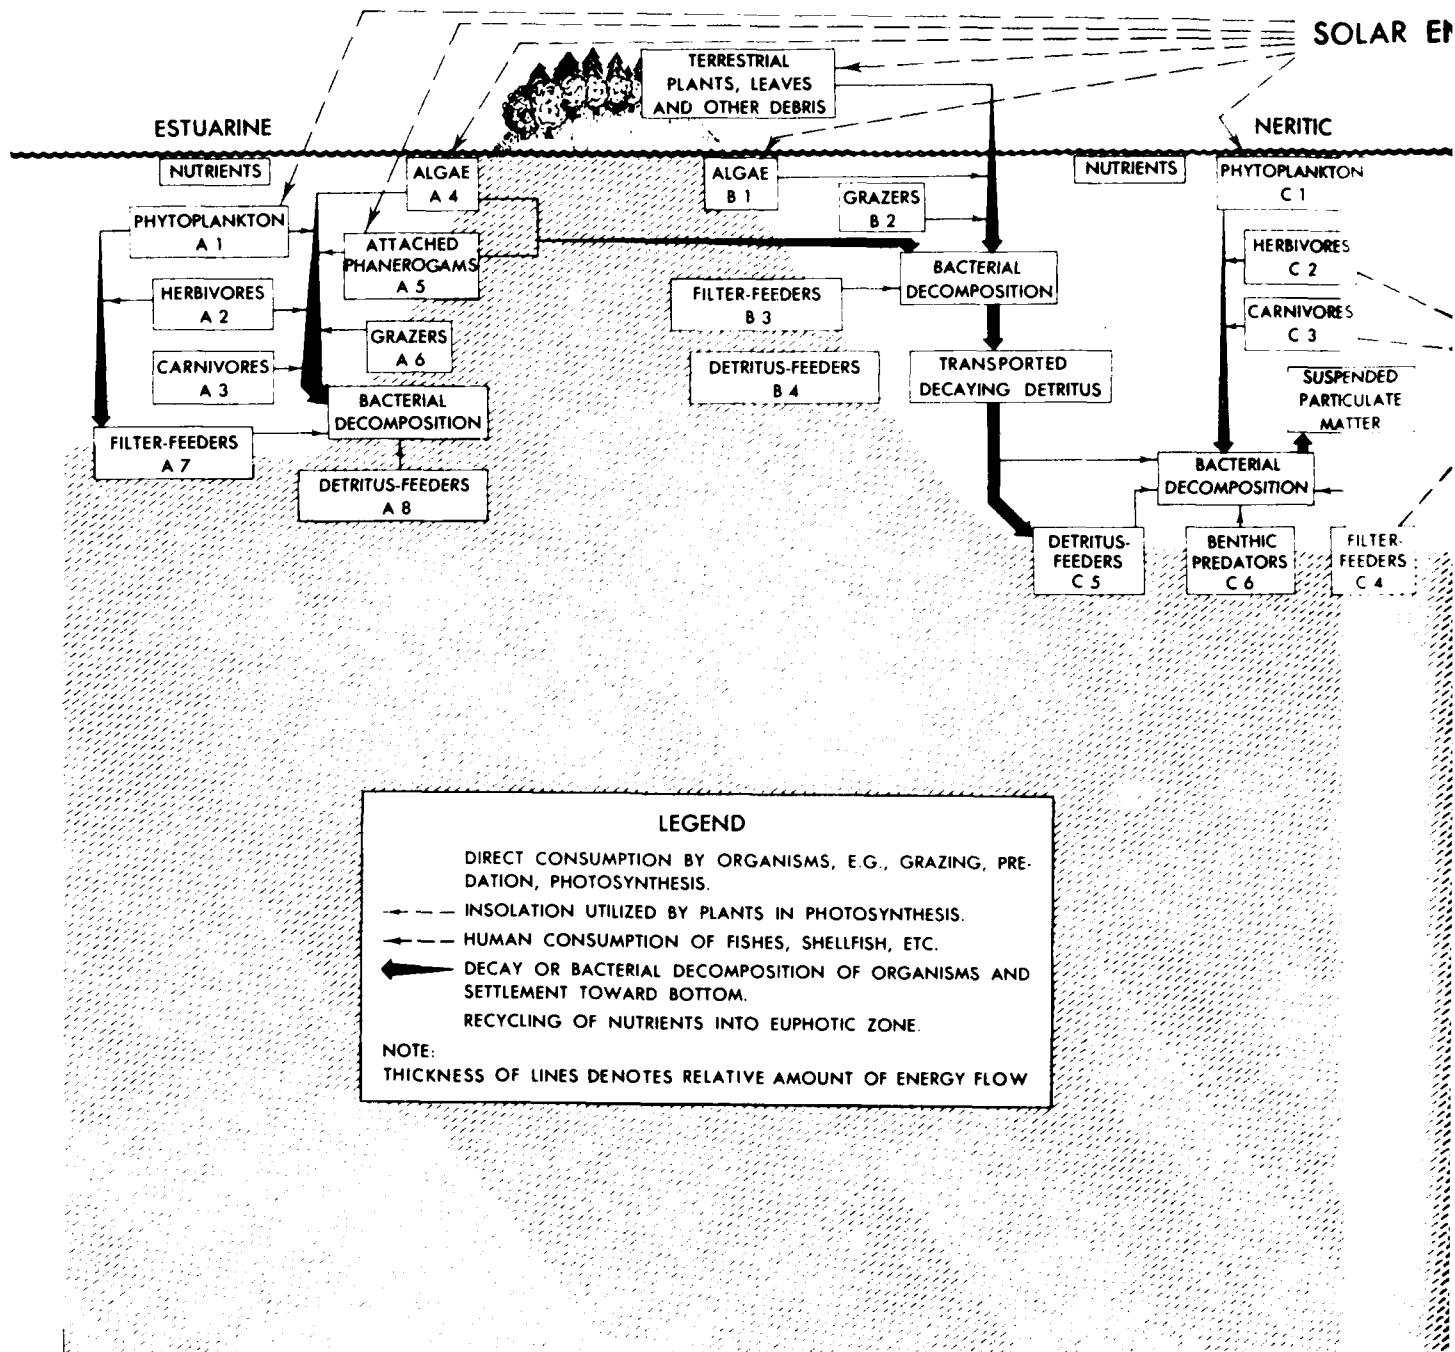 SOLAR EN
TERRESTRIAL
PLANTS, LEAVES
AND OTHER DEBRIS
ESTUARINE
NERITIC
NUTRIENTS
ALGAE
A 4
ALGAE
B 1
NUTRIENTS
PHYTOPLANKTON
C 1
PHYTOPLANKTON
A 1
GRAZERS
B 2
ATTACHED
PHANEROGAMS
A 5
HERBIVORES
C 2
BACTERIAL
DECOMPOSITION
HERBIVORES
A 2
FILTER-FEEDERS
B 3
CARNIVORES
C 3
GRAZERS
A 6
CARNIVORES
A 3
DETRITUS-FEEDERS
B 4
TRANSPORTED
DECAYING DETRITUS
SUSPENDED
PARTICULATE
MATTER
BACTERIAL
DECOMPOSITION
FILTER-FEEDERS
A 7
BACTERIAL
DECOMPOSITION
DETRITUS-FEEDERS
A 8
DETRITUS-
FEEDERS
C 5
BENTHIC
PREDATORS
C 6
FILTER-
FEEDERS
C 4
LEGEND
DIRECT CONSUMPTION BY ORGANISMS, E.G., GRAZING, PRE-
DATION, PHOTOSYNTHESIS.
INSOLATION UTILIZED BY PLANTS IN PHOTOSYNTHESIS.
HUMAN CONSUMPTION OF FISHES, SHELLFISH, ETC.
DECAY OR BACTERIAL DECOMPOSITION OF ORGANISMS AND
SETTLEMENT TOWARD BOTTOM.
RECYCLING OF NUTRIENTS INTO EUPHOTIC ZONE.
NOTE:
THICKNESS OF LINES DENOTES RELATIVE AMOUNT OF ENERGY FLOW